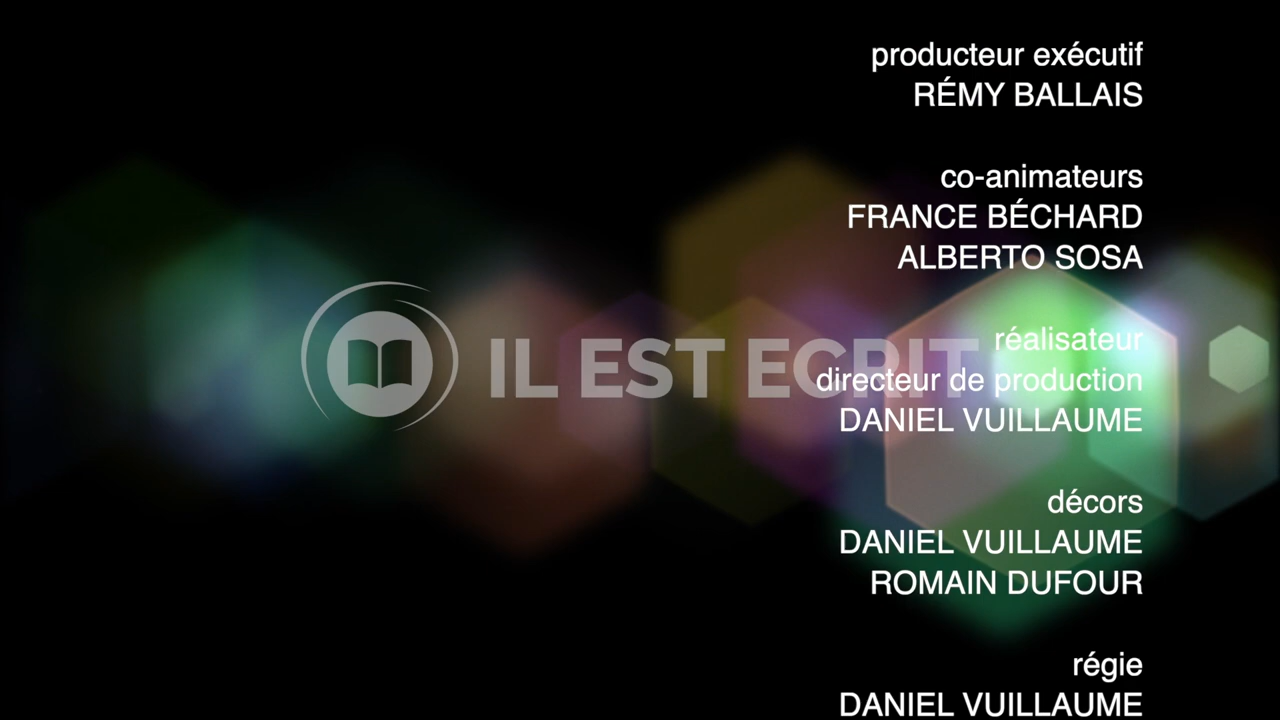 producteur exécutif
RÉMY BALLAIS
co-animateurs
FRANCE BÉCHARD
ALBERTO SOSA
IL EST ECRIT
réalisateur
directeur de production
DANIEL VUILLAUME
décors
DANIEL VUILLAUME
ROMAIN DUFOUR
régie
DANIEL VUILLAUME